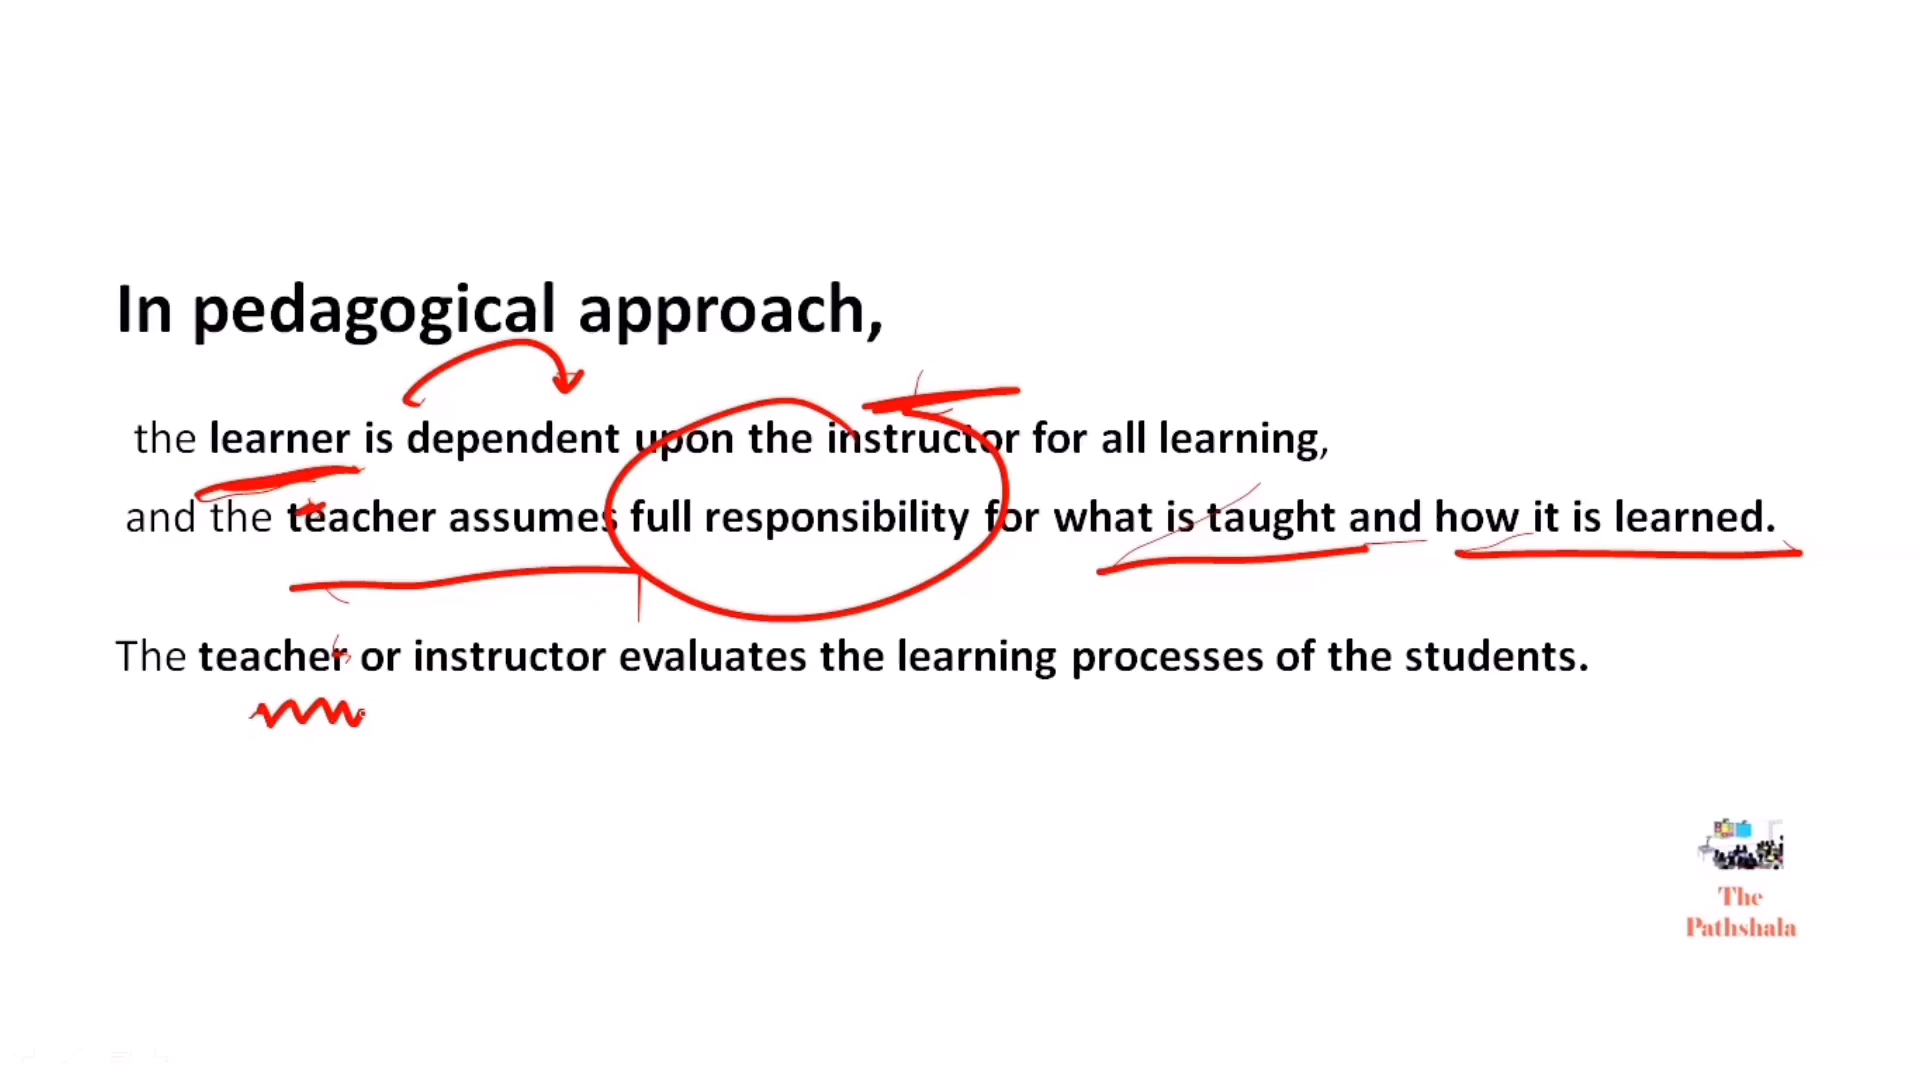 In pedagogical approach,
the learner is dependent upon the instructor for all learning,
and the teacher assumes full responsibility for what is taught and how it is learned.
The teacher or instructor evaluates the learning processes of the students.
The
Pathshala